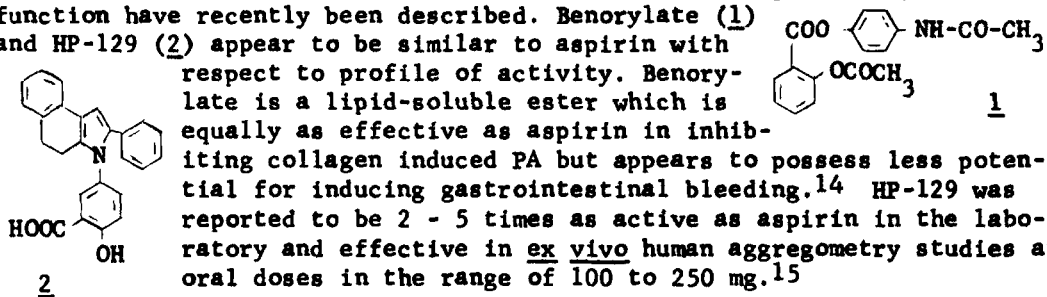 function have recently been described. Benorylate (1)
and HP-129 (2) appear to be similar to aspirin with
respect to profile of activity. Benory-
late is a lipid-soluble ester which is
equally as effective as aspirin in inhib-
iting collagen induced PA but appears to possess less poten-
tial for inducing gastrointestinal bleeding.14 HP-129 was
reported to be 2 - 5 times as active as aspirin in the labo-
ratory and effective in ex vivo human aggregometry studies a
oral doses in the range of 100 to 250 mg.15
COO NH-CO-CH3
OCOCH3
1
N
HOOC
OH
2